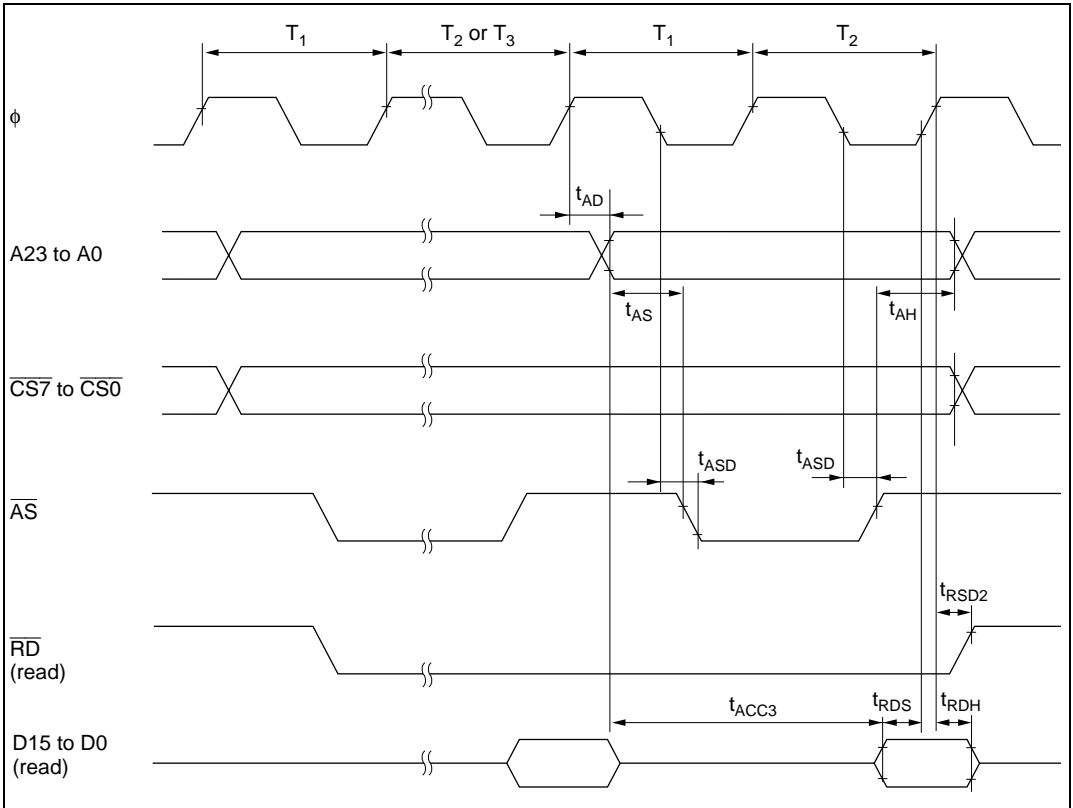 T1 T2 or T3 T1 T2
ϕ
tAD
A23 to A0
tAS tAH
CS7 to CS0
tASD tASD
AS
tRSD2
RD
(read)
tACC3 tRDS tRDH
D15 to D0
(read)